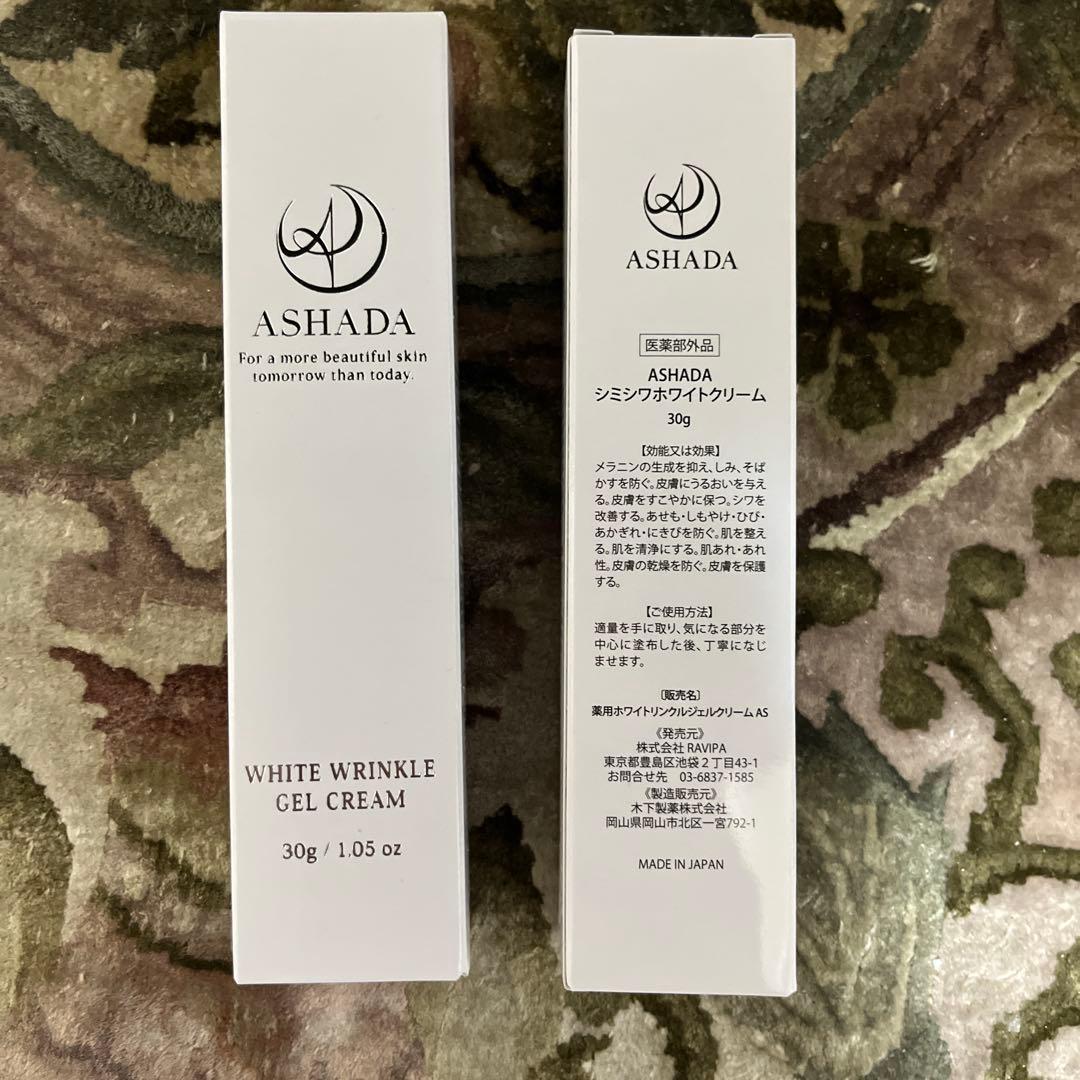 ASHADA
For a more beautiful skin
tomorrow than today.
WHITE WRINKLE
GEL CREAM
30g / 1.05 oz
ASHADA
医薬部外品
ASHADA
シミシワホワイトクリーム
30g
【効能又は効果】
メラニンの生成を抑え、しみ、そば
かすを防ぐ。皮膚にうるおいを与え
る。皮膚をすこやかに保つ。シワを
改善する。あせも・しもやけ・ひび・
あかぎれ・にきびを防ぐ。肌を整え
る。肌を清浄にする。肌あれ・あれ
性。皮膚の乾燥を防ぐ。皮膚を保護
する。
【ご使用方法】
適量を手に取り、気になる部分を
中心に塗布した後、丁寧になじ
ませます。
〔販売名〕
薬用ホワイトリンクルジェルクリーム AS
《発売元》
株式会社 RAVIPA
東京都豊島区池袋２丁目43-1
お問合せ先 03-6837-1585
《製造販売元》
木下製薬株式会社
岡山県岡山市北区一宮792-1
MADE IN JAPAN